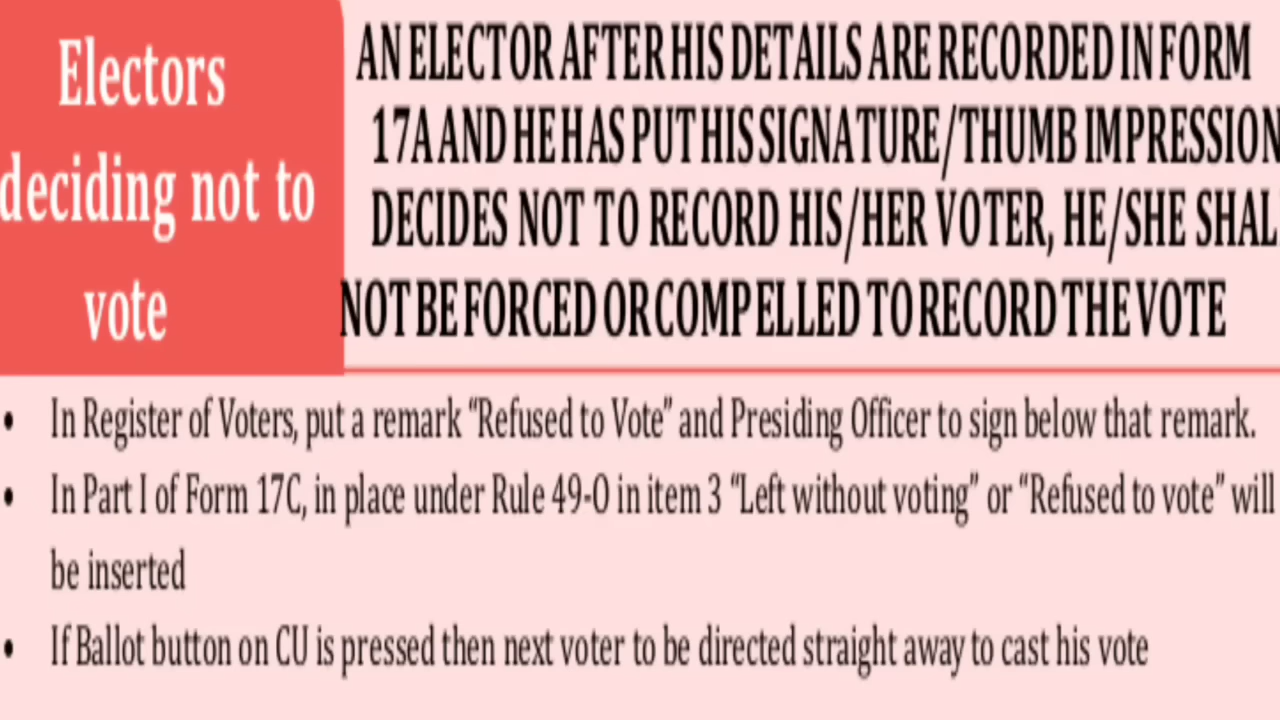 Electors
deciding not to
vote
AN ELECTOR AFTER HIS DETAILS ARE RECORDED IN FORM
17A AND HE HAS PUT HIS SIGNATURE/THUMB IMPRESSION
DECIDES NOT TO RECORD HIS/HER VOTER, HE/SHE SHAL
NOT BE FORCED OR COMPELLED TO RECORD THE VOTE
• In Register of Voters, put a remark “Refused to Vote” and Presiding Officer to sign below that remark.
• In Part I of Form 17C, in place under Rule 49-O in item 3 “Left without voting” or “Refused to vote” will
be inserted
• If Ballot button on CU is pressed then next voter to be directed straight away to cast his vote